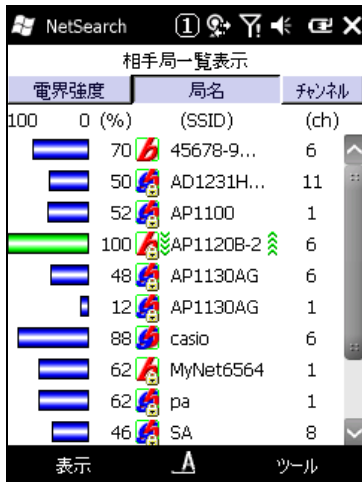 NetSearch 1
相手局一覧表示
電界強度 局名 チャンネル
100 0 (%) (SSID) (ch)
70 b 45678-9... 6
50 g AD1231H... 11
52 g AP1100 1
100 b AP1120B-2 6
48 g AP1130AG 6
12 g AP1130AG 1
88 g casio 6
62 b MyNet6564 1
62 g pa 1
46 g SA 8
表示 A ツール